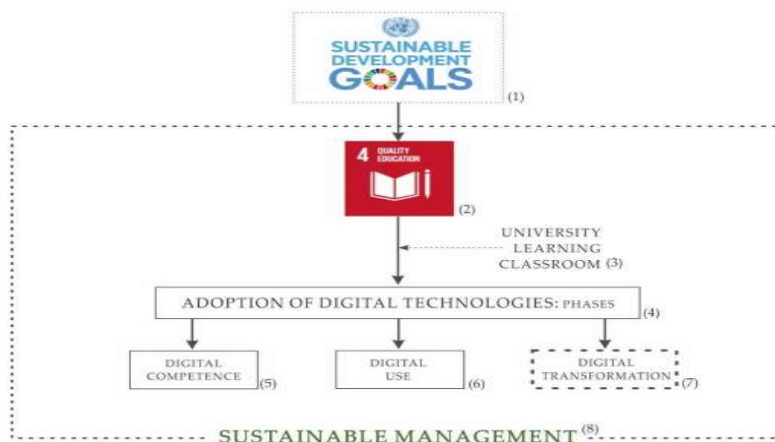 SUSTAINABLE
DEVELOPMENT
GOALS
(1)
4 QUALITY
EDUCATION
(2)
UNIVERSITY
LEARNING
CLASSROOM (3)
ADOPTION OF DIGITAL TECHNOLOGIES: PHASES
(4)
DIGITAL
COMPETENCE
(5)
DIGITAL
USE
(6)
DIGITAL
TRANSFORMATION
(7)
SUSTAINABLE MANAGEMENT (8)